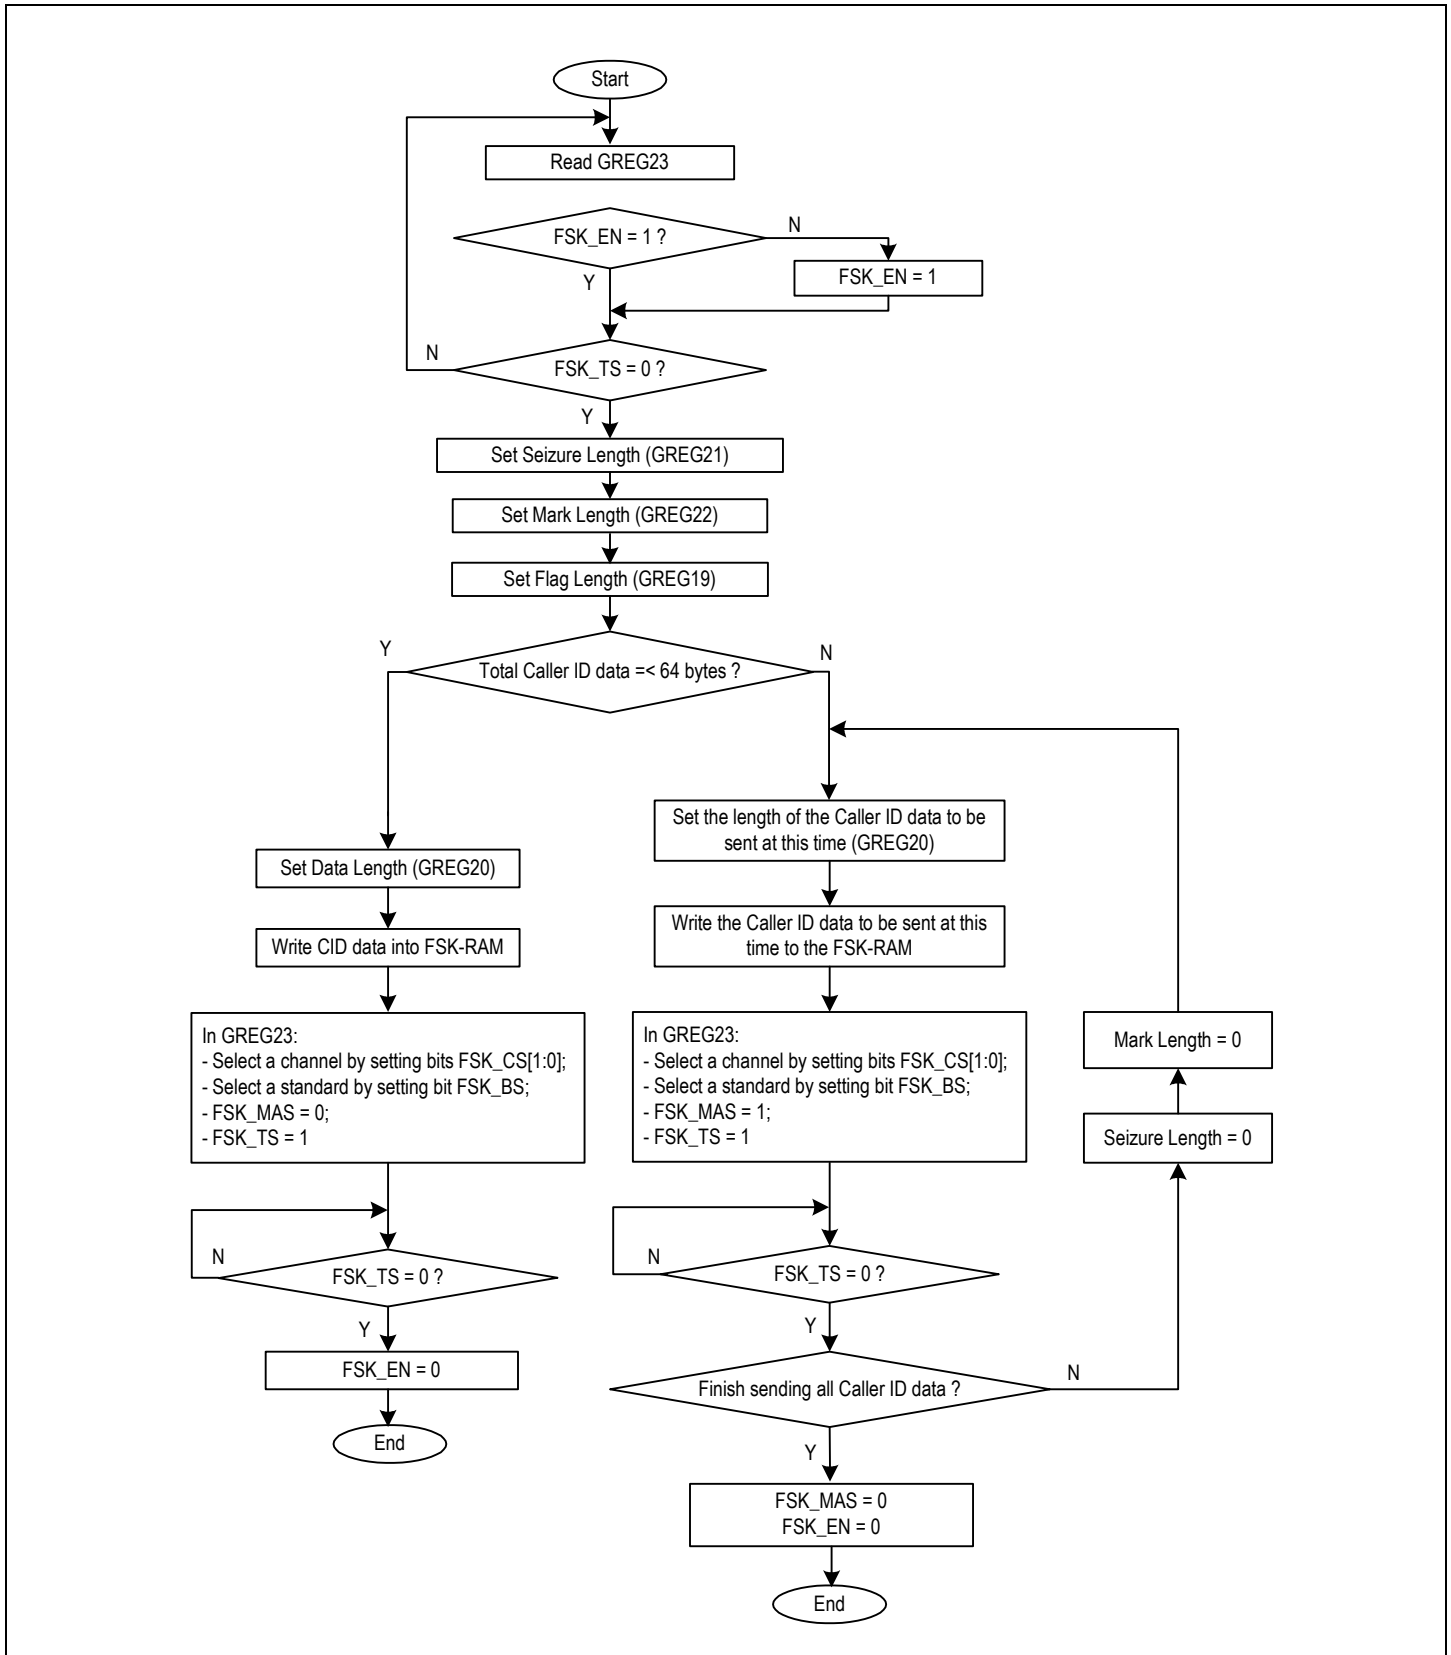 Start
Read GREG23
FSK_EN = 1 ?
N
FSK_EN = 1
Y
N
FSK_TS = 0 ?
Y
Set Seizure Length (GREG21)
Set Mark Length (GREG22)
Set Flag Length (GREG19)
Y
Total Caller ID data =< 64 bytes ?
N
Set Data Length (GREG20)
Write CID data into FSK-RAM
In GREG23:
- Select a channel by setting bits FSK_CS[1:0];
- Select a standard by setting bit FSK_BS;
- FSK_MAS = 0;
- FSK_TS = 1
N
FSK_TS = 0 ?
Y
FSK_EN = 0
End
Set the length of the Caller ID data to be
sent at this time (GREG20)
Write the Caller ID data to be sent at this
time to the FSK-RAM
In GREG23:
- Select a channel by setting bits FSK_CS[1:0];
- Select a standard by setting bit FSK_BS;
- FSK_MAS = 1;
- FSK_TS = 1
N
FSK_TS = 0 ?
Y
Finish sending all Caller ID data ?
N
Seizure Length = 0
Mark Length = 0
Y
FSK_MAS = 0
FSK_EN = 0
End